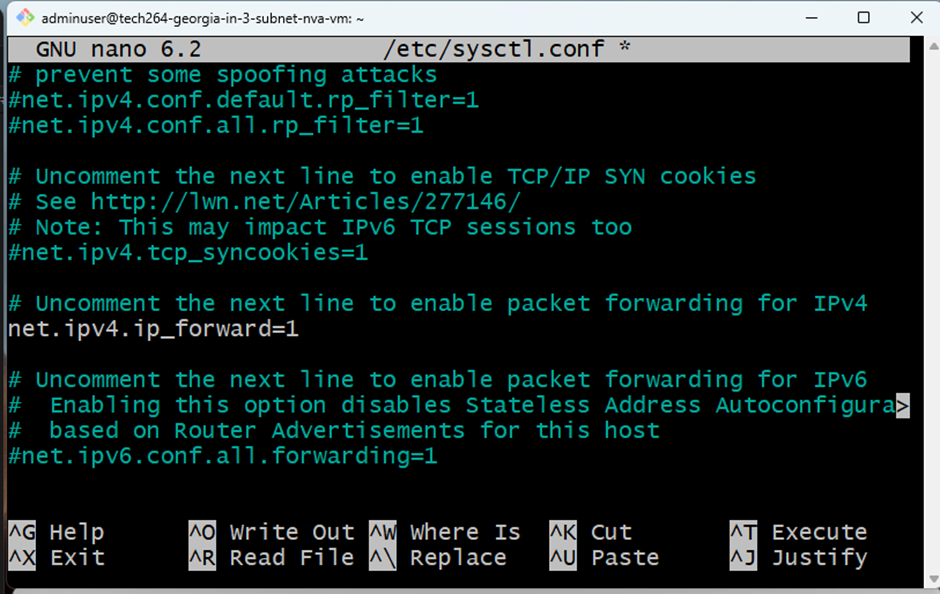 adminuser@tech264-georgia-in-3-subnet-nva-vm: ~
GNU nano 6.2 /etc/sysctl.conf *
# prevent some spoofing attacks
#net.ipv4.conf.default.rp_filter=1
#net.ipv4.conf.all.rp_filter=1
# Uncomment the next line to enable TCP/IP SYN cookies
# See http://lwn.net/Articles/277146/
# Note: This may impact IPv6 TCP sessions too
#net.ipv4.tcp_syncookies=1
# Uncomment the next line to enable packet forwarding for IPv4
net.ipv4.ip_forward=1
# Uncomment the next line to enable packet forwarding for IPv6
#  Enabling this option disables Stateless Address Autoconfigura>
#  based on Router Advertisements for this host
#net.ipv6.conf.all.forwarding=1
^G Help ^O Write Out ^W Where Is ^K Cut ^T Execute
^X Exit ^R Read File ^\ Replace ^U Paste ^J Justify